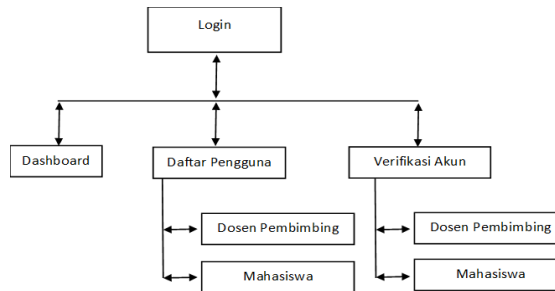 Login
Dashboard
Daftar Pengguna
Verifikasi Akun
Dosen Pembimbing
Dosen Pembimbing
Mahasiswa
Mahasiswa